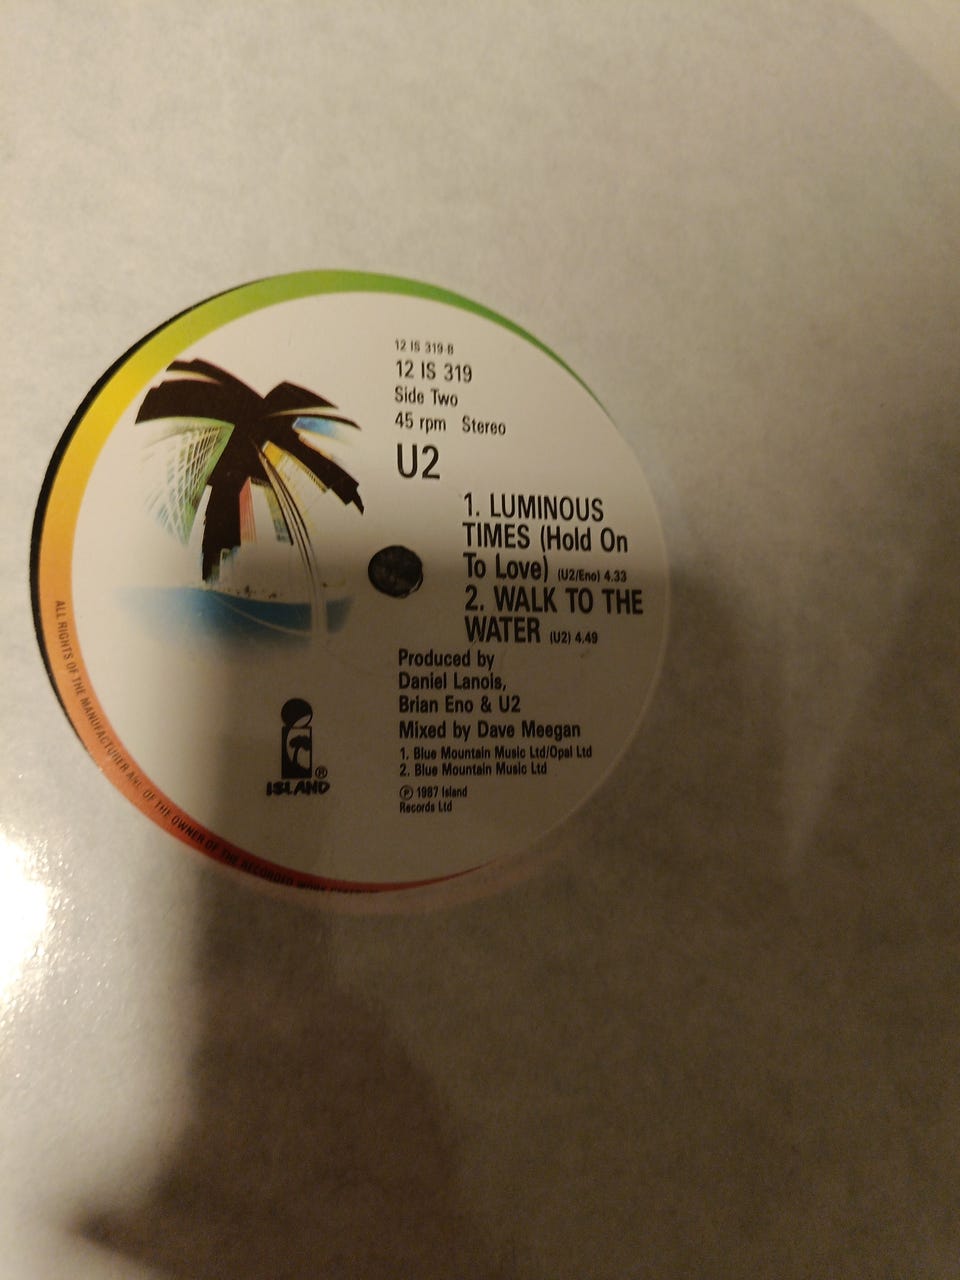 12 IS 319-B
12 IS 319
Side Two
45 rpm Stereo
U2
1. LUMINOUS
TIMES (Hold On
To Love) (U2/Eno) 4.33
2. WALK TO THE
WATER (U2) 4.49
Produced by
Daniel Lanois,
Brian Eno & U2
Mixed by Dave Meegan
1. Blue Mountain Music Ltd/Opal Ltd
2. Blue Mountain Music Ltd
Ⓟ 1987 Island
Records Ltd
®
ISLAND
ALL RIGHTS OF THE MANUFACTURER AND OF THE OWNER OF THE RECORDED WORK